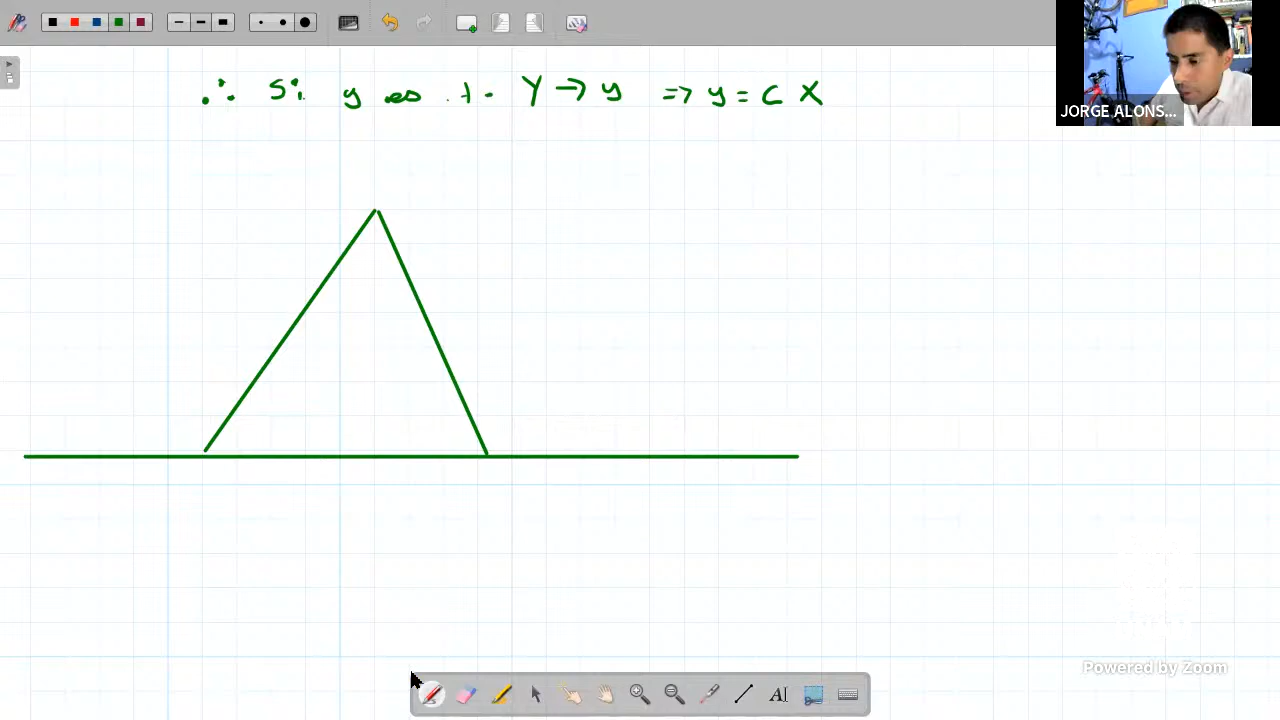 ∴ Si y es t. Y → y => y = c X
JORGE ALONS...
Powered by Zoom